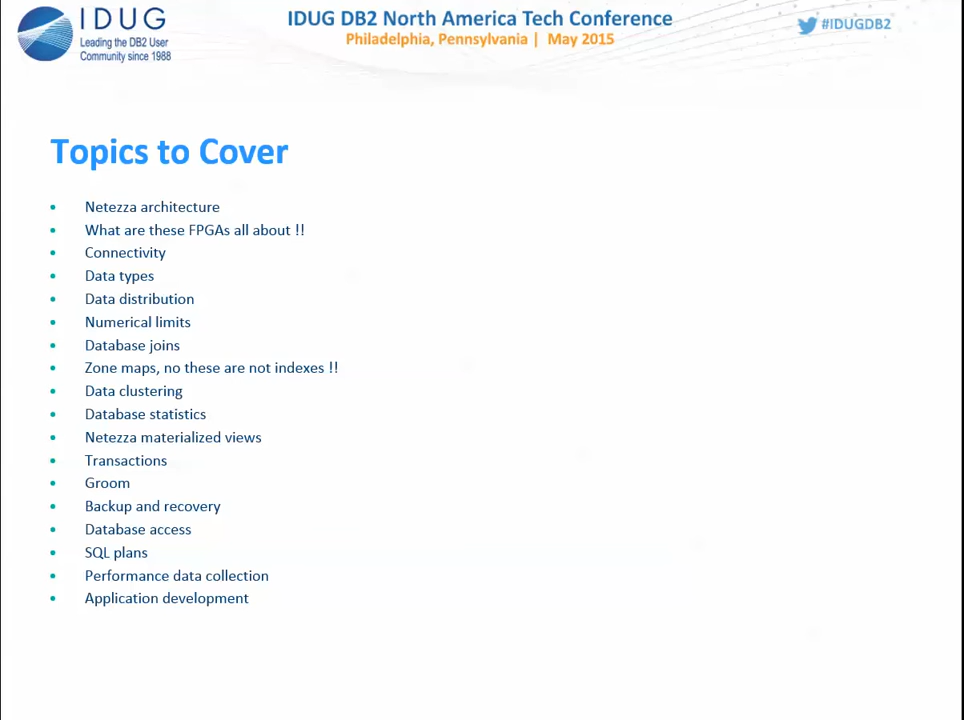 IDUG
Leading the DB2 User
Community since 1988
IDUG DB2 North America Tech Conference
Philadelphia, Pennsylvania | May 2015
#IDUGDB2
Topics to Cover
• Netezza architecture
• What are these FPGAs all about !!
• Connectivity
• Data types
• Data distribution
• Numerical limits
• Database joins
• Zone maps, no these are not indexes !!
• Data clustering
• Database statistics
• Netezza materialized views
• Transactions
• Groom
• Backup and recovery
• Database access
• SQL plans
• Performance data collection
• Application development